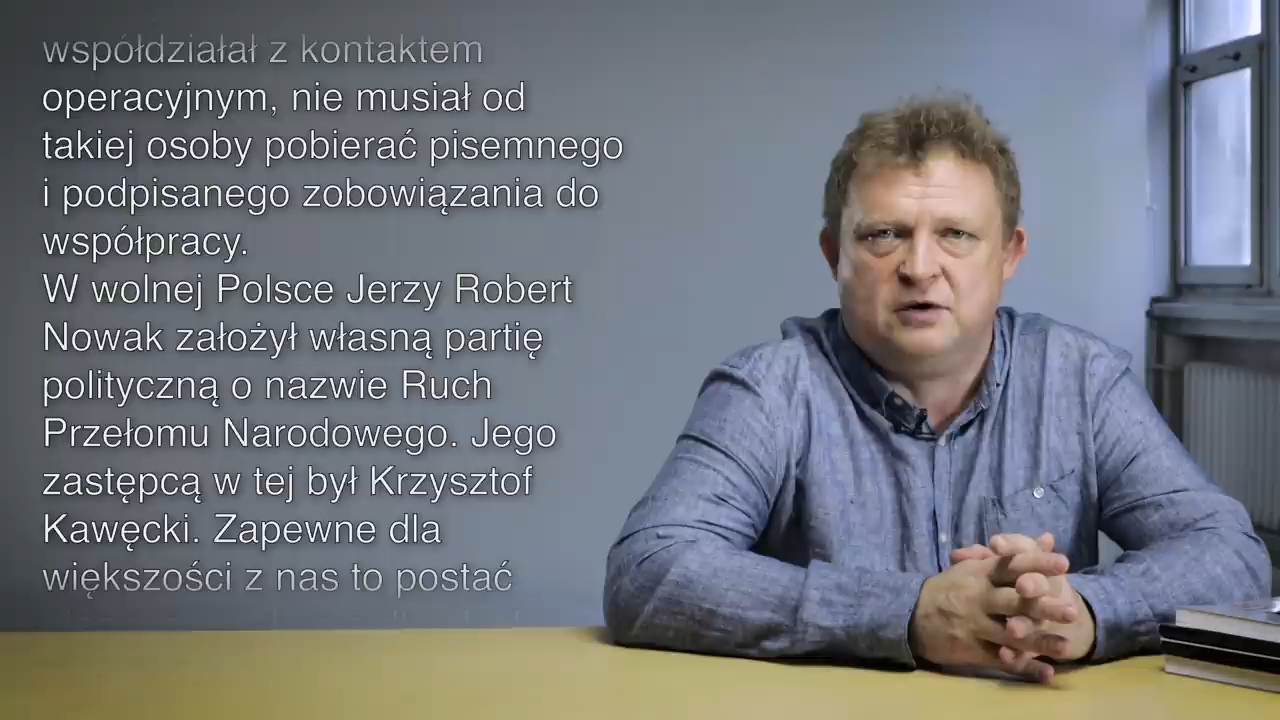 współdziałał z kontaktem
operacyjnym, nie musiał od
takiej osoby pobierać pisemnego
i podpisanego zobowiązania do
współpracy.
W wolnej Polsce Jerzy Robert
Nowak założył własną partię
polityczną o nazwie Ruch
Przełomu Narodowego. Jego
zastępcą w tej był Krzysztof
Kawęcki. Zapewne dla
większości z nas to postać